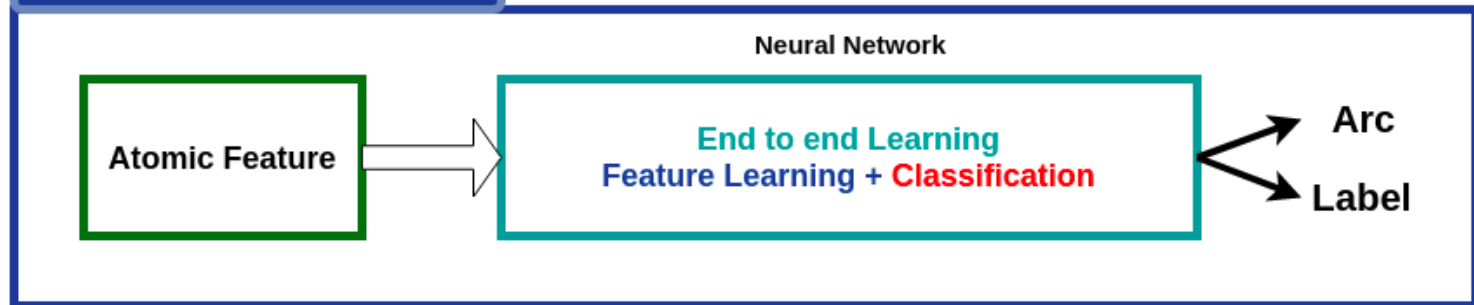 Neural Network
Atomic Feature
End to end Learning
Feature Learning + Classification
Arc
Label